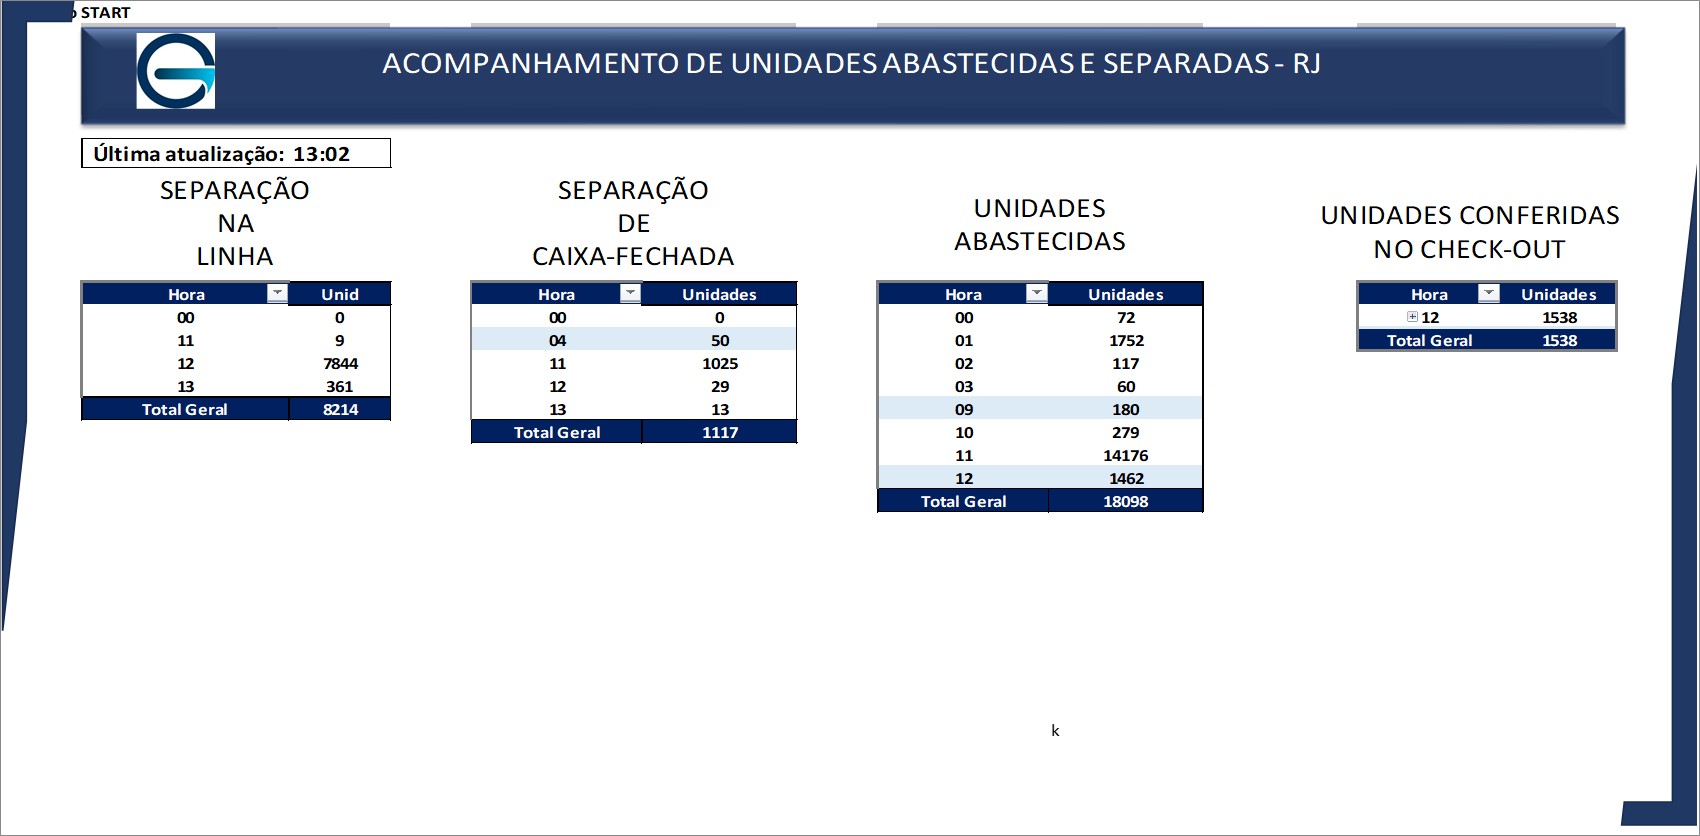 START
ACOMPANHAMENTO DE UNIDADES ABASTECIDAS E SEPARADAS - RJ
Última atualização: 13:02
SEPARAÇÃO
NA
LINHA
Hora Unid
00 0
11 9
12 7844
13 361
Total Geral 8214
SEPARAÇÃO
DE
CAIXA-FECHADA
Hora Unidades
00 0
04 50
11 1025
12 29
13 13
Total Geral 1117
UNIDADES
ABASTECIDAS
Hora Unidades
00 72
01 1752
02 117
03 60
09 180
10 279
11 14176
12 1462
Total Geral 18098
UNIDADES CONFERIDAS
NO CHECK-OUT
Hora Unidades
12 1538
Total Geral 1538
k